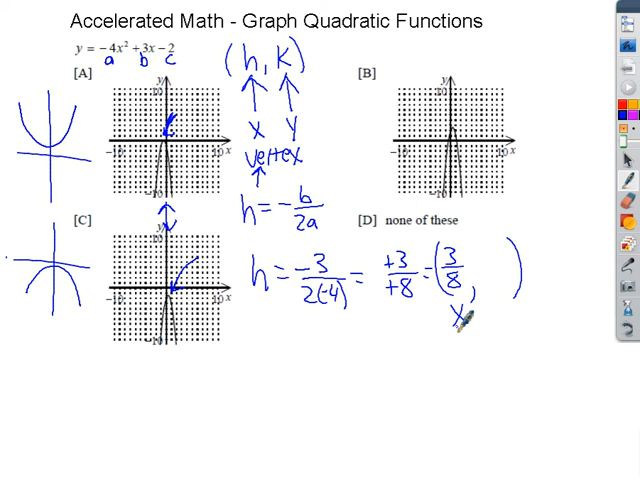 Accelerated Math - Graph Quadratic Functions
y = −4x² + 3x − 2
a b c
(h, K)
[A]
[B]
y
10
−10
10 x
−10
y
10
−10
10 x
−10
x y
vertex
h = − b/2a
[C]
[D] none of these
y
10
−10
10 x
−10
h = −3/2(−4) = +3/+8 = (3/8, )
x